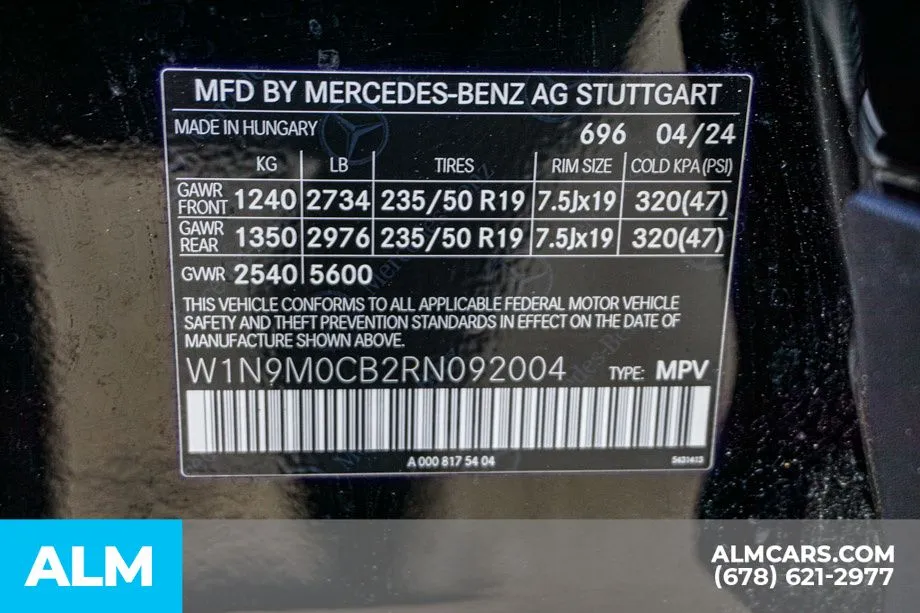 MFD BY MERCEDES-BENZ AG STUTTGART
MADE IN HUNGARY 696 04/24
KG LB TIRES RIM SIZE COLD KPA (PSI)
GAWR FRONT 1240 2734 235/50 R19 7.5Jx19 320(47)
GAWR REAR 1350 2976 235/50 R19 7.5Jx19 320(47)
GVWR 2540 5600
THIS VEHICLE CONFORMS TO ALL APPLICABLE FEDERAL MOTOR VEHICLE
SAFETY AND THEFT PREVENTION STANDARDS IN EFFECT ON THE DATE OF
MANUFACTURE SHOWN ABOVE.
W1N9M0CB2RN092004 TYPE: MPV
A 000 817 54 04 5431413
ALM
ALMCARS.COM
(678) 621-2977